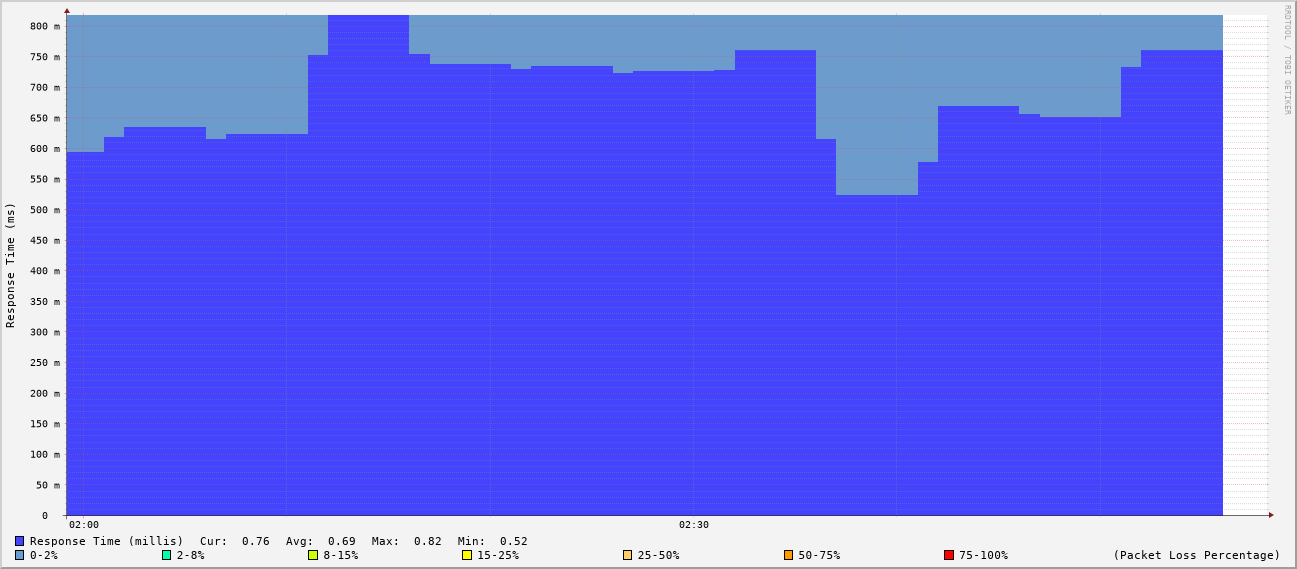 RRDTOOL / TOBI OETIKER
Response Time (ms)
800 m
750 m
700 m
650 m
600 m
550 m
500 m
450 m
400 m
350 m
300 m
250 m
200 m
150 m
100 m
50 m
0
02:00 02:30
Response Time (millis) Cur: 0.76 Avg: 0.69 Max: 0.82 Min: 0.52
0-2% 2-8% 8-15% 15-25% 25-50% 50-75% 75-100% (Packet Loss Percentage)